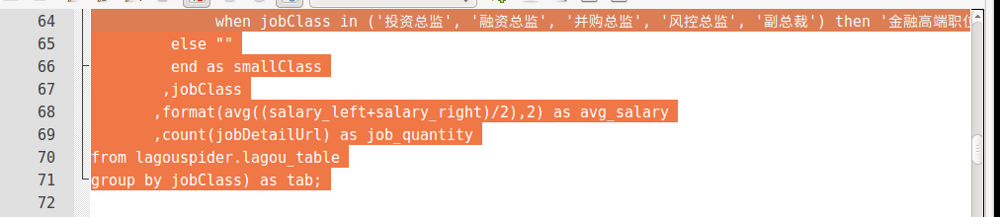 64 when jobClass in ('投资总监', '融资总监', '并购总监', '风控总监', '副总裁') then '金融高端职
65 else ""
66 end as smallClass
67 ,jobClass
68 ,format(avg((salary_left+salary_right)/2),2) as avg_salary
69 ,count(jobDetailUrl) as job_quantity
70 from lagouspider.lagou_table
71 group by jobClass) as tab;
72